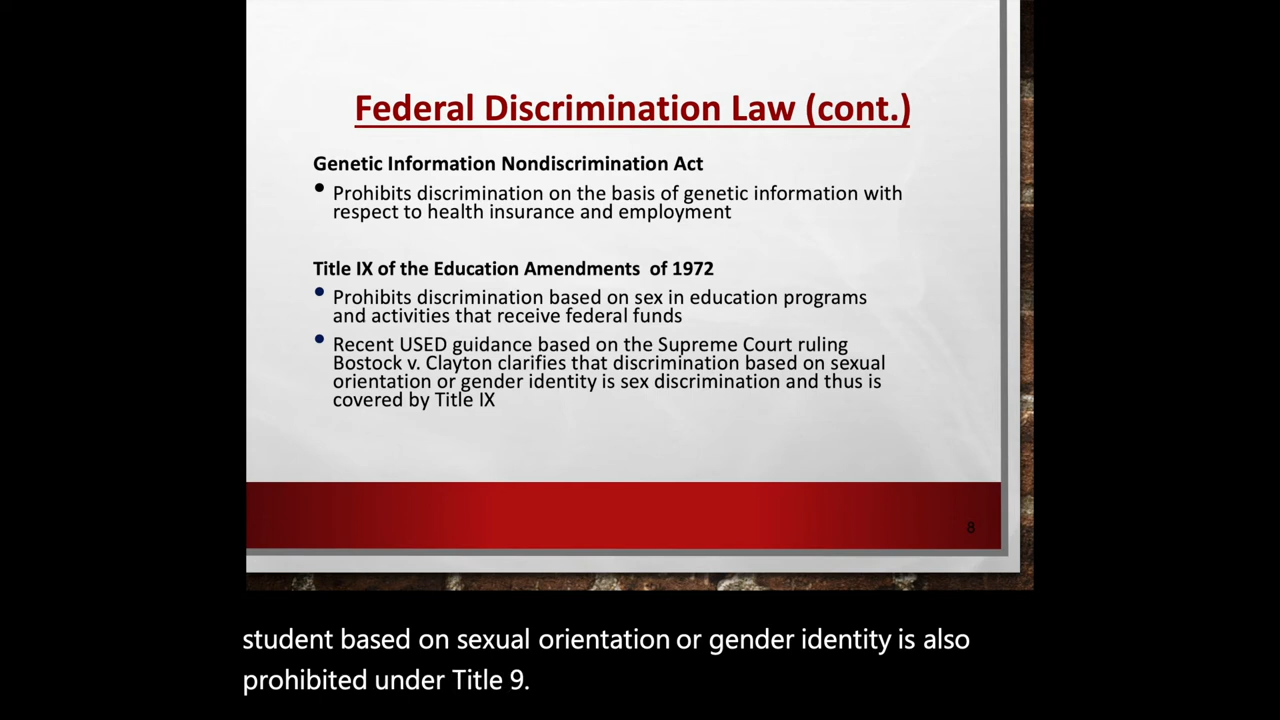 Federal Discrimination Law (cont.)
Genetic Information Nondiscrimination Act
• Prohibits discrimination on the basis of genetic information with
respect to health insurance and employment
Title IX of the Education Amendments of 1972
• Prohibits discrimination based on sex in education programs
and activities that receive federal funds
• Recent USED guidance based on the Supreme Court ruling
Bostock v. Clayton clarifies that discrimination based on sexual
orientation or gender identity is sex discrimination and thus is
covered by Title IX
8
student based on sexual orientation or gender identity is also
prohibited under Title 9.